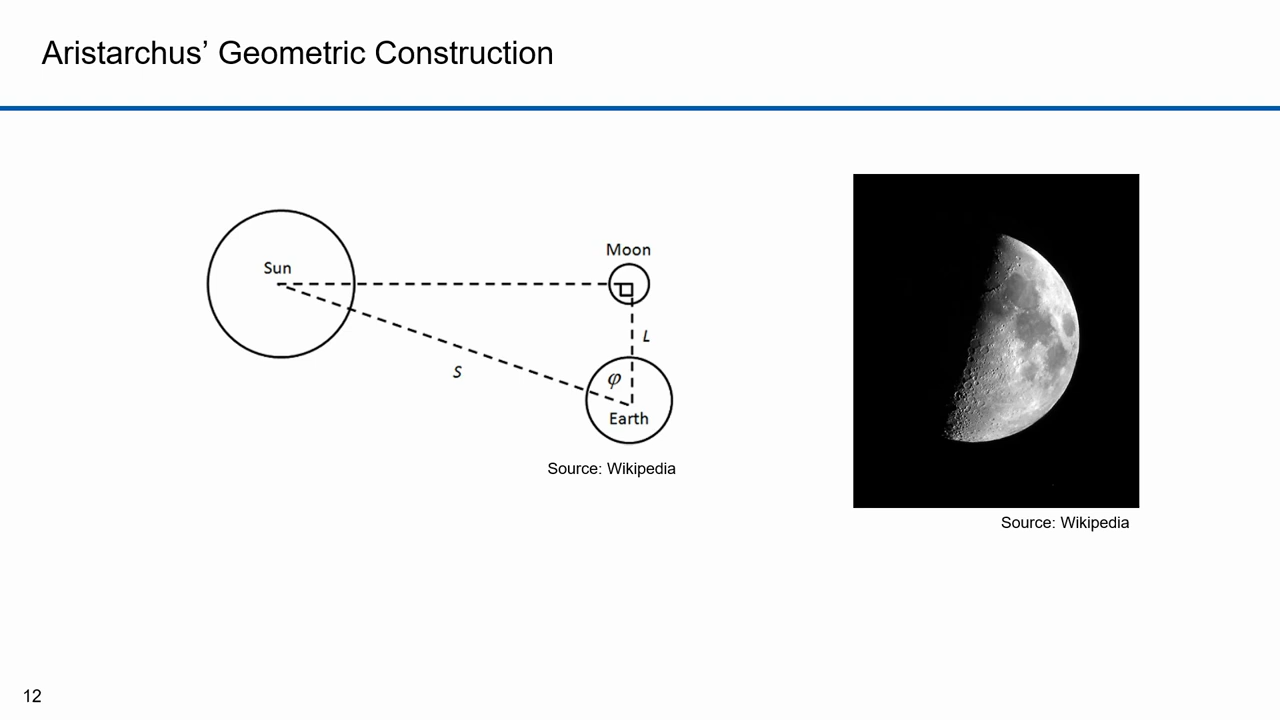 Aristarchus’ Geometric Construction
Sun
Moon
L
S
φ
Earth
Source: Wikipedia
Source: Wikipedia
12